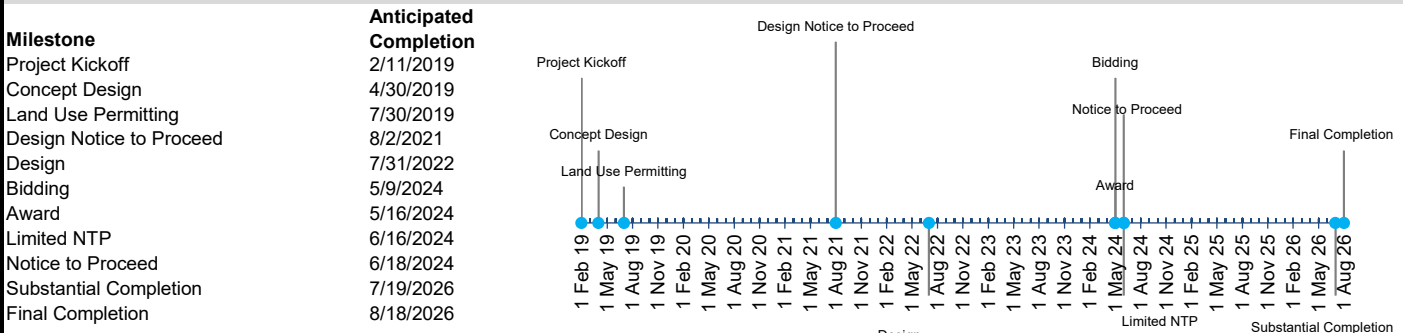 Anticipated
Milestone Completion
Project Kickoff 2/11/2019
Concept Design 4/30/2019
Land Use Permitting 7/30/2019
Design Notice to Proceed 8/2/2021
Design 7/31/2022
Bidding 5/9/2024
Award 5/16/2024
Limited NTP 6/16/2024
Notice to Proceed 6/18/2024
Substantial Completion 7/19/2026
Final Completion 8/18/2026
Design Notice to Proceed
Project Kickoff
Bidding
Notice to Proceed
Concept Design
Final Completion
Land Use Permitting
Award
1 Feb 19
1 May 19
1 Aug 19
1 Nov 19
1 Feb 20
1 May 20
1 Aug 20
1 Nov 20
1 Feb 21
1 May 21
1 Aug 21
1 Nov 21
1 Feb 22
1 May 22
1 Aug 22
1 Nov 22
1 Feb 23
1 May 23
1 Aug 23
1 Nov 23
1 Feb 24
1 May 24
1 Aug 24
1 Nov 24
1 Feb 25
1 May 25
1 Aug 25
1 Nov 25
1 Feb 26
1 May 26
1 Aug 26
Limited NTP
Substantial Completion
Design